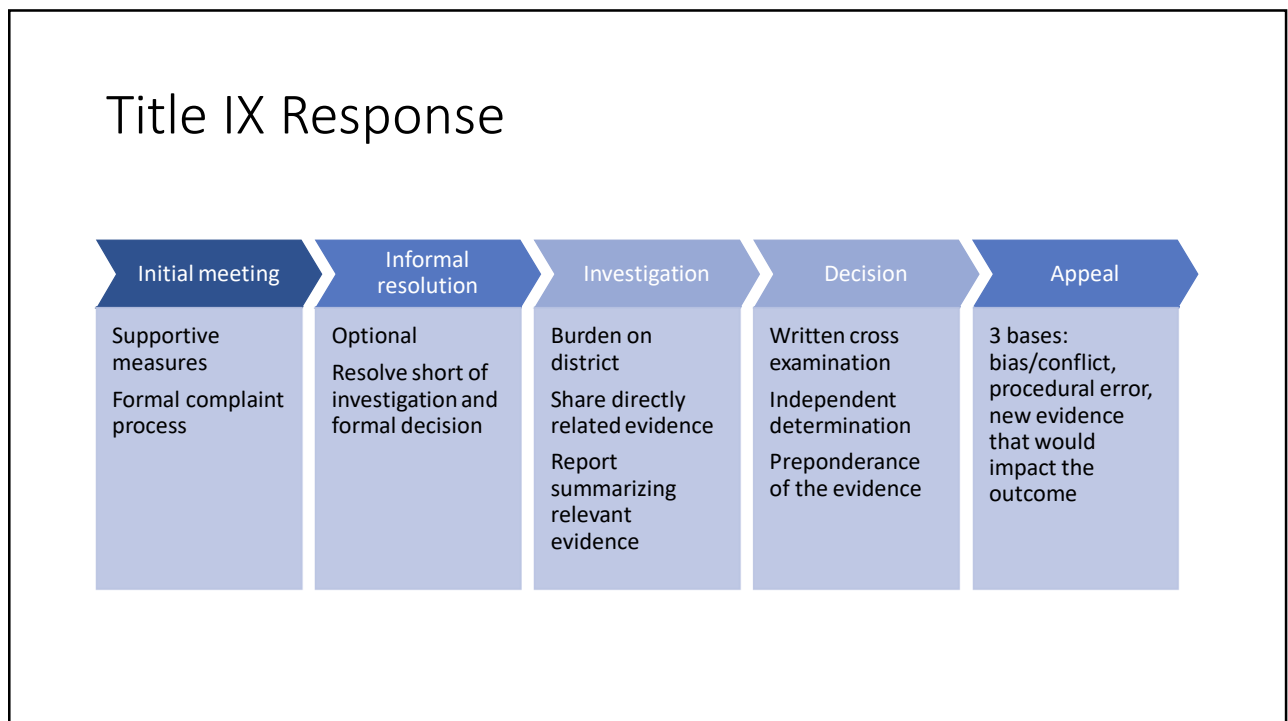 Title IX Response
Initial meeting
Supportive
measures
Formal complaint
process
Informal
resolution
Optional
Resolve short of
investigation and
formal decision
Investigation
Burden on
district
Share directly
related evidence
Report
summarizing
relevant
evidence
Decision
Written cross
examination
Independent
determination
Preponderance
of the evidence
Appeal
3 bases:
bias/conflict,
procedural error,
new evidence
that would
impact the
outcome